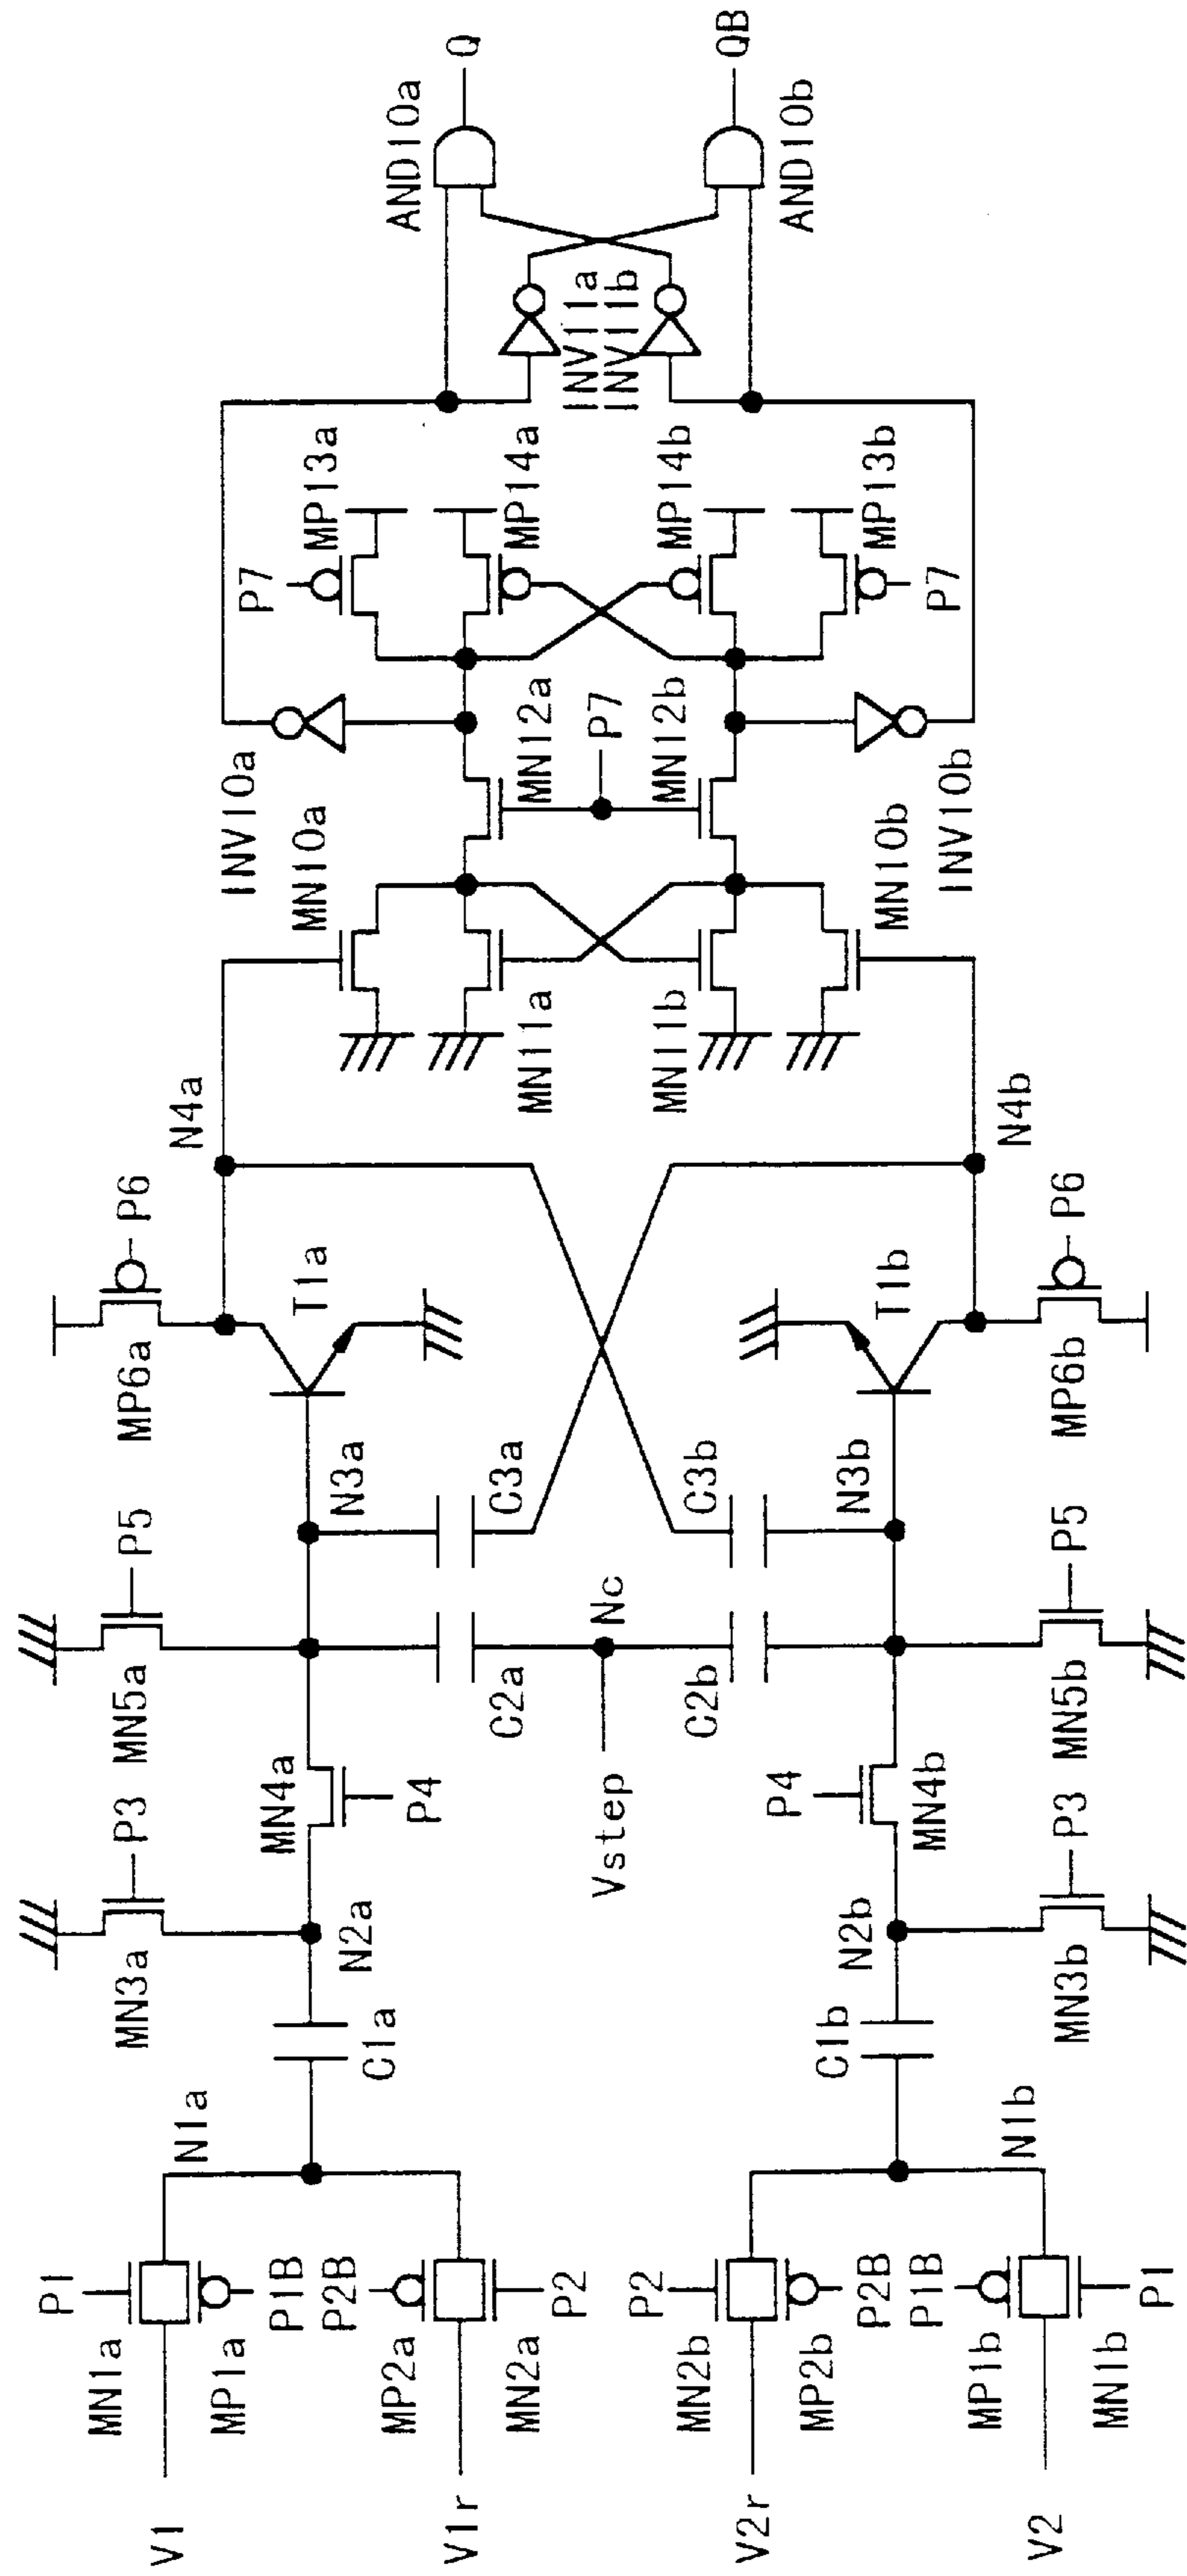 V1
V1r
V2r
V2
P1
MN1a
MP1a
P1B
P2B
MP2a
MN2a
P2
P2
MN2b
MP2b
P2B
P1B
MP1b
MN1b
P1
N1a
N1b
C1a
C1b
N2a
N2b
MN3a
P3
MN3b
P3
MN4a
P4
P4
MN4b
Vstep
Nc
MN5a
P5
MN5b
P5
C2a
C2b
C3a
C3b
N3a
N3b
MP6a
P6
MP6b
P6
T1a
T1b
N4a
N4b
MN11a
MN11b
MN10a
MN10b
INV10a
INV10b
MN12a
P7
MN12b
P7
MP13a
MP14a
MP14b
MP13b
P7
INV11a
INV11b
AND10a
AND10b
Q
QB